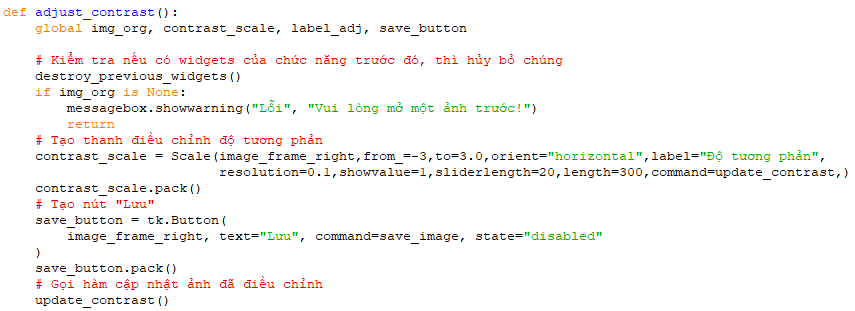 def adjust_contrast():
    global img_org, contrast_scale, label_adj, save_button

    # Kiểm tra nếu có widgets của chức năng trước đó, thì hủy bỏ chúng
    destroy_previous_widgets()
    if img_org is None:
        messagebox.showwarning("Lỗi", "Vui lòng mở một ảnh trước!")
        return
    # Tạo thanh điều chỉnh độ tương phản
    contrast_scale = Scale(image_frame_right,from_=-3,to=3.0,orient="horizontal",label="Độ tương phản",
                           resolution=0.1,showvalue=1,sliderlength=20,length=300,command=update_contrast,)
    contrast_scale.pack()
    # Tạo nút "Lưu"
    save_button = tk.Button(
        image_frame_right, text="Lưu", command=save_image, state="disabled"
    )
    save_button.pack()
    # Gọi hàm cập nhật ảnh đã điều chỉnh
    update_contrast()